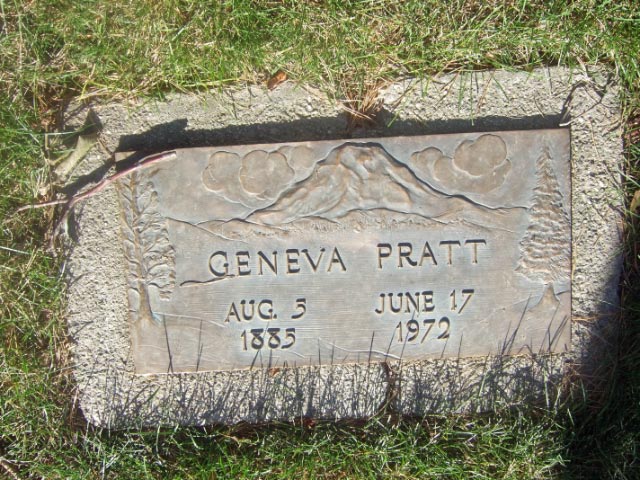 GENEVA PRATT
AUG. 5 JUNE 17
1885 1972